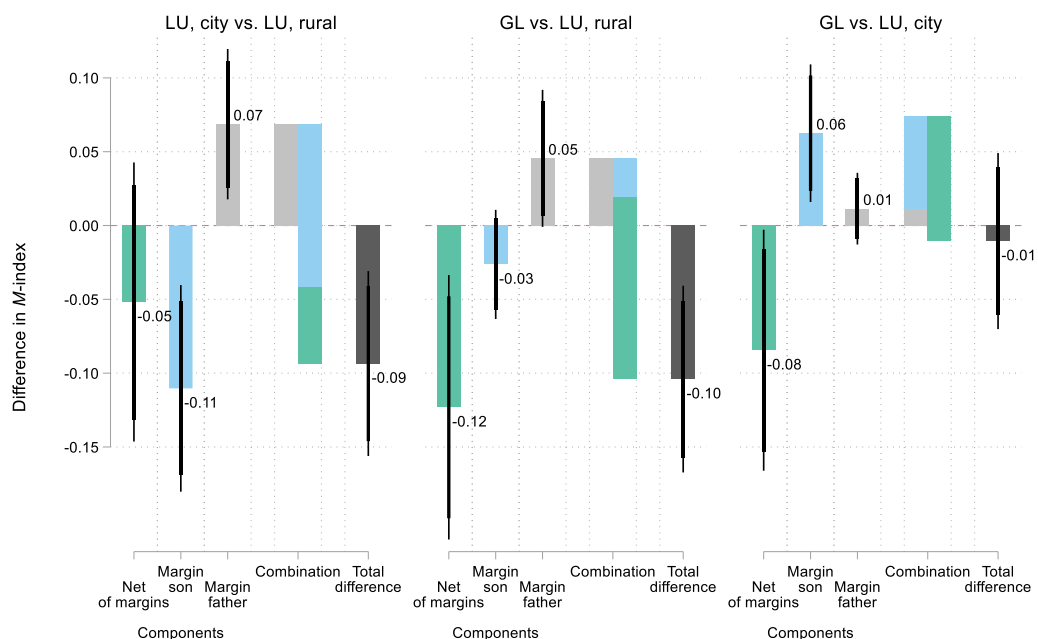 LU, city vs. LU, rural
GL vs. LU, rural
GL vs. LU, city
Difference in M-index
0.10
0.05
0.00
-0.05
-0.10
-0.15
-0.05
-0.11
0.07
-0.09
-0.12
-0.03
0.05
-0.10
-0.08
0.06
0.01
-0.01
Net
of margins
Margin
son
Margin
father
Combination
Total
difference
Components
Net
of margins
Margin
son
Margin
father
Combination
Total
difference
Components
Net
of margins
Margin
son
Margin
father
Combination
Total
difference
Components